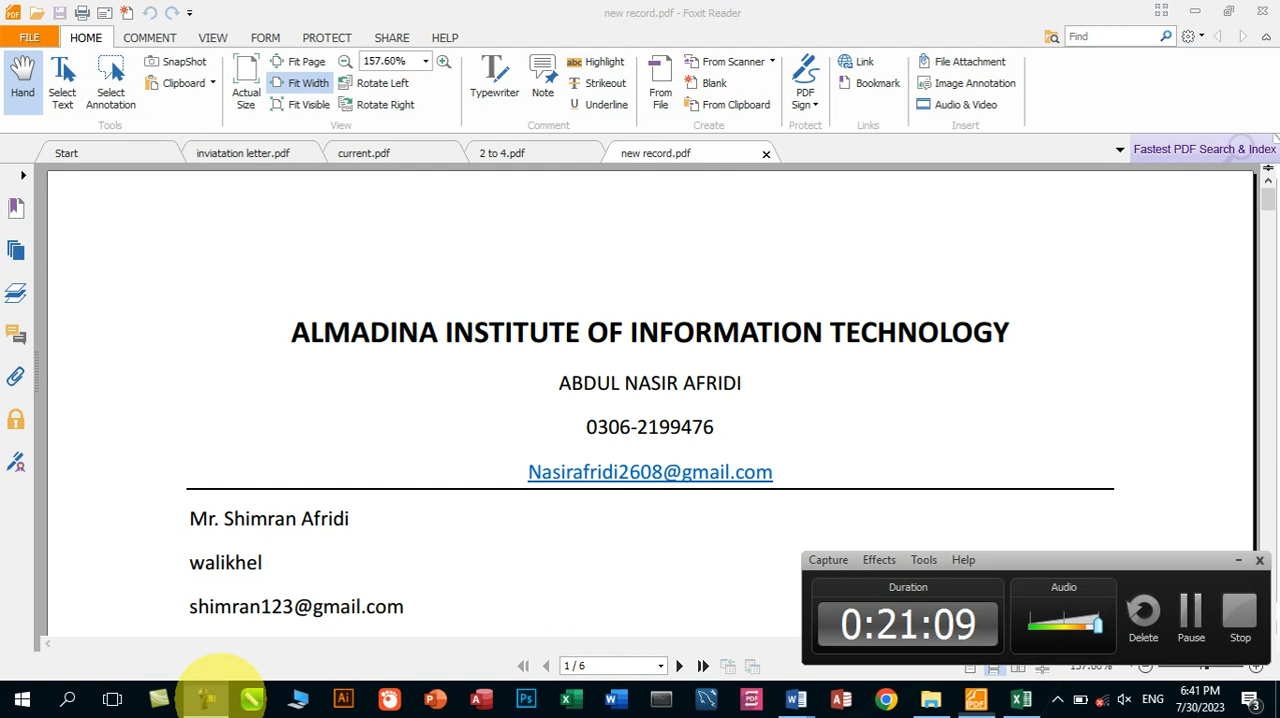 new record.pdf - Foxit Reader
FILE HOME COMMENT VIEW FORM PROTECT SHARE HELP
Find
Hand
Select Text
Select Annotation
SnapShot
Clipboard
Tools
Actual Size
Fit Page
Fit Width
Fit Visible
157.60%
Rotate Left
Rotate Right
View
Typewriter
Note
Highlight
Strikeout
Underline
Comment
From File
From Scanner
Blank
From Clipboard
Create
PDF Sign
Protect
Link
Bookmark
Links
File Attachment
Image Annotation
Audio & Video
Insert
Start inviatation letter.pdf current.pdf 2 to 4.pdf new record.pdf
Fastest PDF Search & Index
ALMADINA INSTITUTE OF INFORMATION TECHNOLOGY
ABDUL NASIR AFRIDI
0306-2199476
Nasirafridi2608@gmail.com
Mr. Shimran Afridi
walikhel
shimran123@gmail.com
Capture Effects Tools Help
Duration
0:21:09
Audio
Delete Pause Stop
1 / 6
157.60%
ENG
6:41 PM
7/30/2023
3